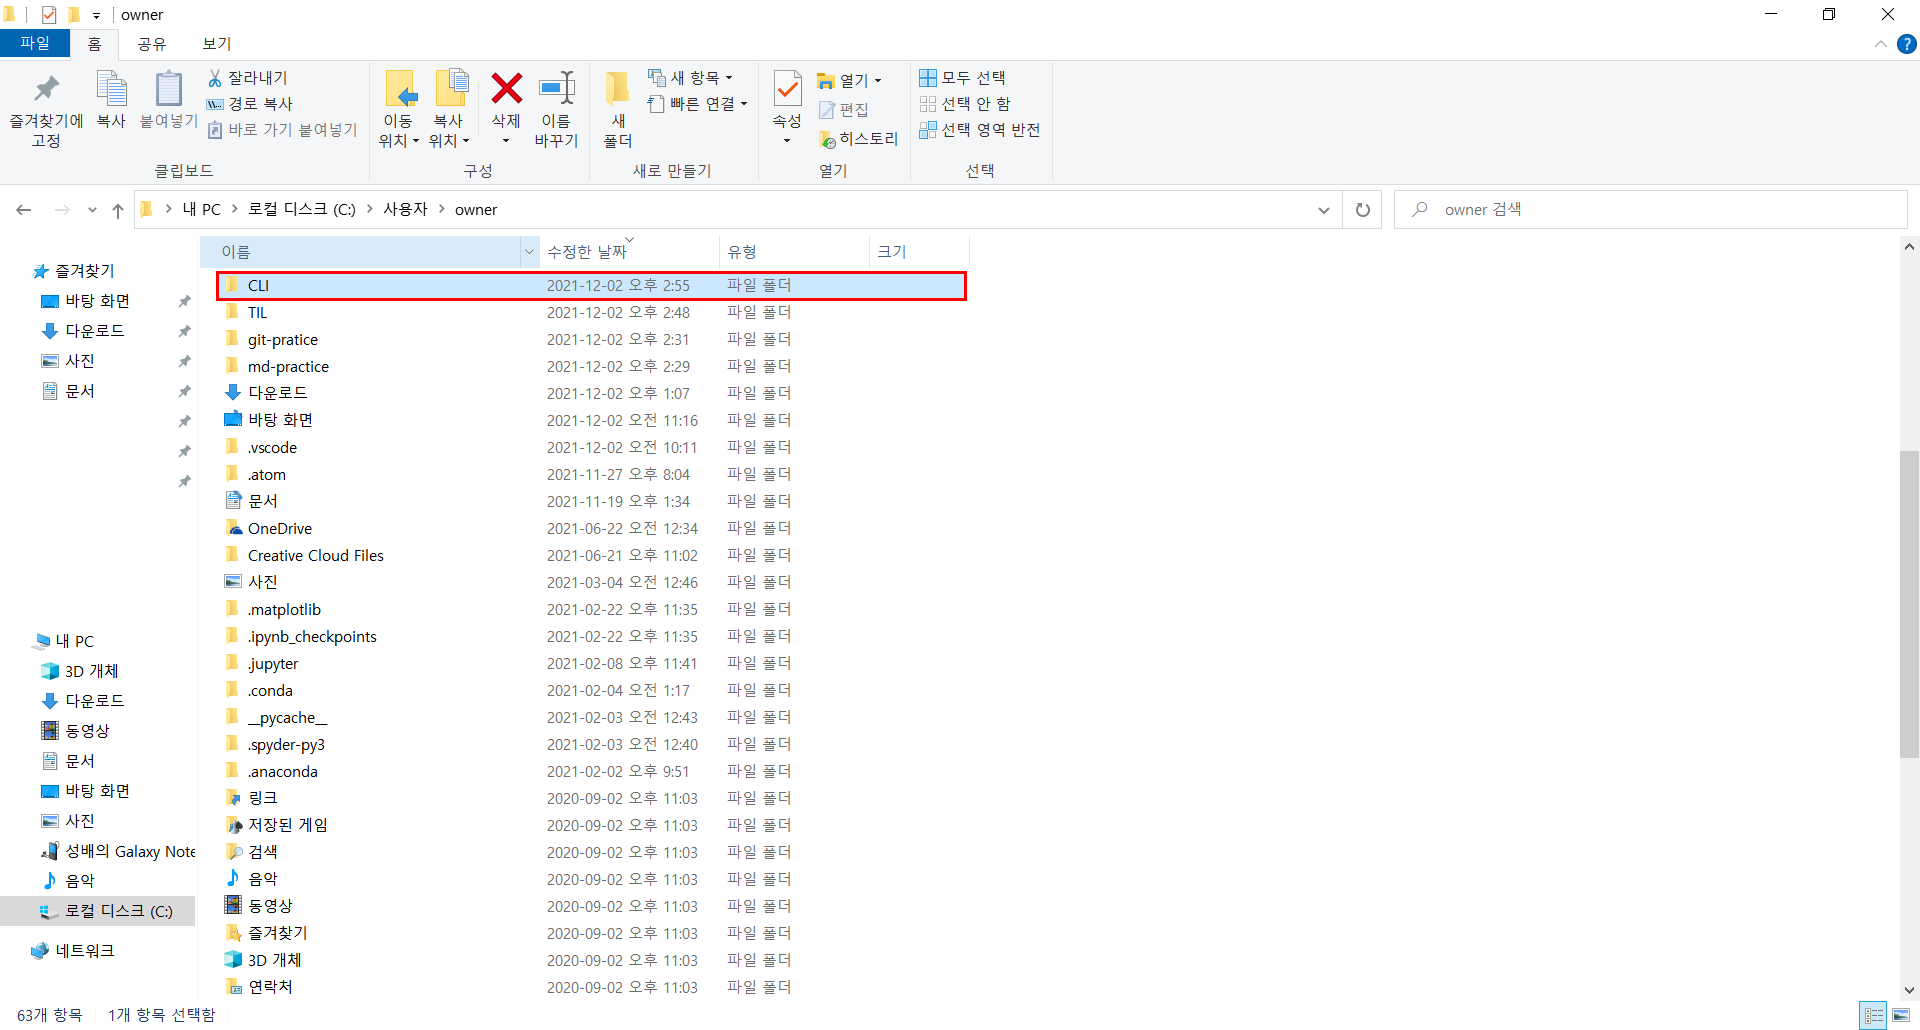 owner
파일 홈 공유 보기
즐겨찾기에 고정
복사
붙여넣기
잘라내기
경로 복사
바로 가기 붙여넣기
클립보드
이동 위치
복사 위치
삭제
이름 바꾸기
구성
새 폴더
새 항목
빠른 연결
새로 만들기
속성
열기
편집
히스토리
열기
모두 선택
선택 안 함
선택 영역 반전
선택
내 PC > 로컬 디스크 (C:) > 사용자 > owner
owner 검색
즐겨찾기
바탕 화면
다운로드
사진
문서
내 PC
3D 개체
다운로드
동영상
문서
바탕 화면
사진
성배의 Galaxy Note
음악
로컬 디스크 (C:)
네트워크
이름 수정한 날짜 유형 크기
CLI 2021-12-02 오후 2:55 파일 폴더
TIL 2021-12-02 오후 2:48 파일 폴더
git-pratice 2021-12-02 오후 2:31 파일 폴더
md-practice 2021-12-02 오후 2:29 파일 폴더
다운로드 2021-12-02 오후 1:07 파일 폴더
바탕 화면 2021-12-02 오전 11:16 파일 폴더
.vscode 2021-12-02 오전 10:11 파일 폴더
.atom 2021-11-27 오후 8:04 파일 폴더
문서 2021-11-19 오후 1:34 파일 폴더
OneDrive 2021-06-22 오전 12:34 파일 폴더
Creative Cloud Files 2021-06-21 오후 11:02 파일 폴더
사진 2021-03-04 오전 12:46 파일 폴더
.matplotlib 2021-02-22 오후 11:35 파일 폴더
.ipynb_checkpoints 2021-02-22 오후 11:35 파일 폴더
.jupyter 2021-02-08 오후 11:41 파일 폴더
.conda 2021-02-04 오전 1:17 파일 폴더
__pycache__ 2021-02-03 오전 12:43 파일 폴더
.spyder-py3 2021-02-03 오전 12:40 파일 폴더
.anaconda 2021-02-02 오후 9:51 파일 폴더
링크 2020-09-02 오후 11:03 파일 폴더
저장된 게임 2020-09-02 오후 11:03 파일 폴더
검색 2020-09-02 오후 11:03 파일 폴더
음악 2020-09-02 오후 11:03 파일 폴더
동영상 2020-09-02 오후 11:03 파일 폴더
즐겨찾기 2020-09-02 오후 11:03 파일 폴더
3D 개체 2020-09-02 오후 11:03 파일 폴더
연락처 2020-09-02 오후 11:03 파일 폴더
63개 항목 1개 항목 선택함